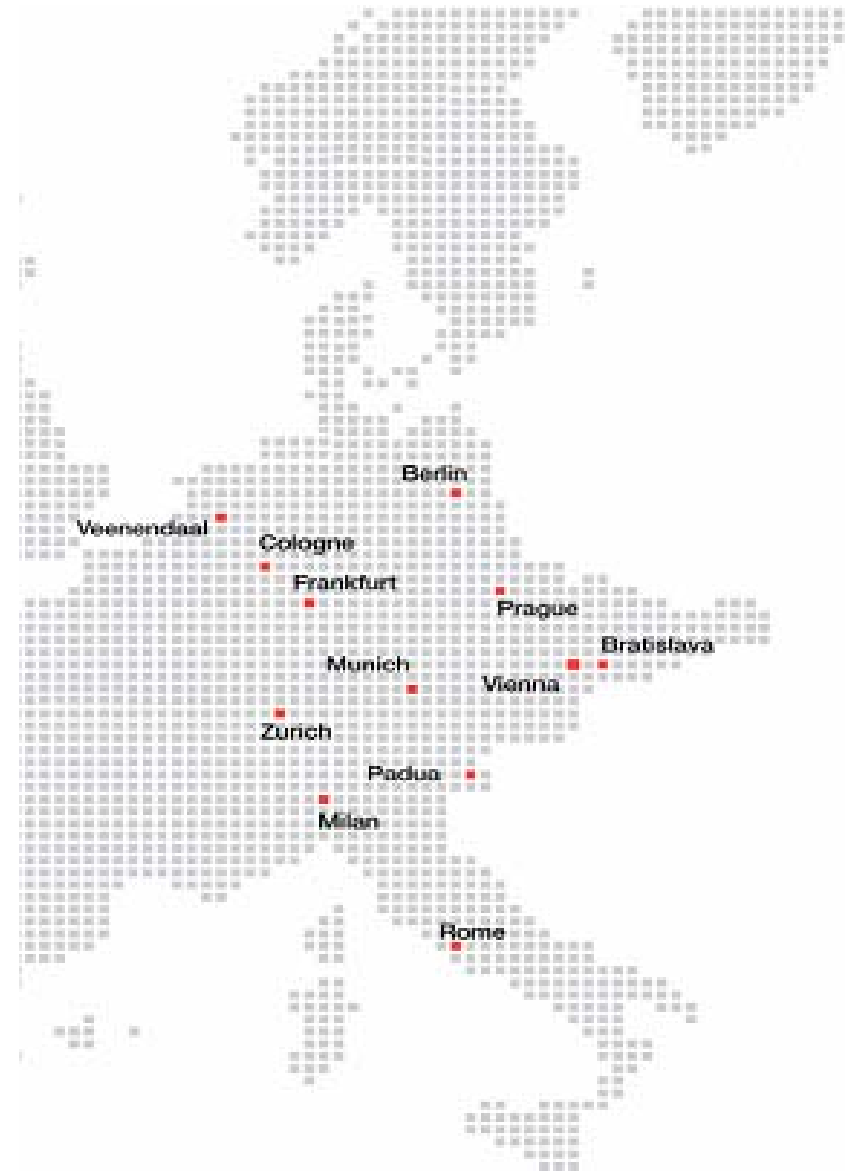 Berlin
Veenendaal
Cologne
Frankfurt
Prague
Bratislava
Munich
Vienna
Zurich
Padua
Milan
Rome